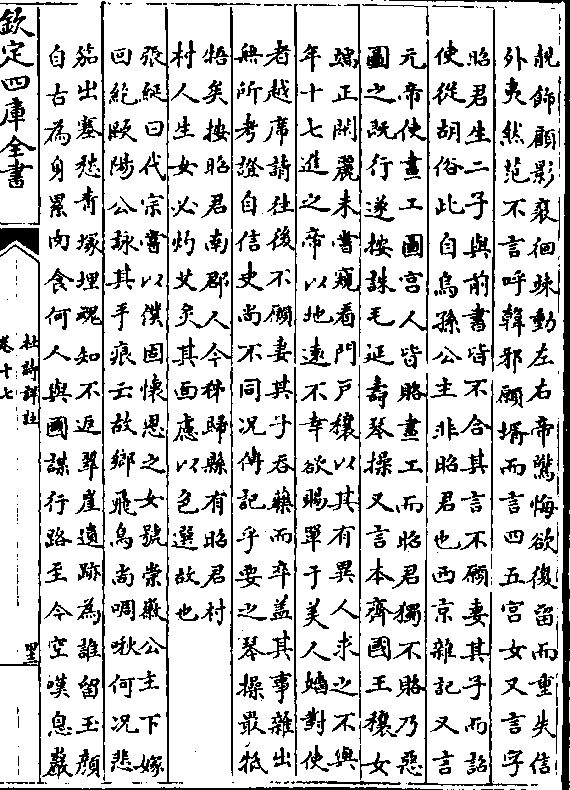 靚飾顧影裴徊竦動左右帝驚悔欲復留而重失信
外夷然范不言呼韓邪願壻而言四五宮女又言字
昭君生二子與前書皆不合其言不願妻其子而詔
使從胡俗此自烏孫公主非昭君也西京雜記又言
元帝使畫工圖宮人皆賂畫工而昭君獨不賂乃惡
圖之既行遂按誅毛延壽琴操又言本齊國王穰女
端正閑麗未嘗窺看門戶穰以其有異人求之不與
年十七進之帝以地遠不幸欲賜單于美人嬙對使
者越席請往後不願妻其子吞藥而卒蓋其事雜出
無所考證自信史尚不同况傳記乎要之琴操最抵
牾矣按昭君南郡人今秭歸縣有昭君村
村人生女必灼艾灸其面慮以色選故也
張綖曰代宗嘗以僕固懷恩之女號崇徽公主下嫁
回紇歐陽公詠其手痕云故鄉飛鳥尚啁啾何况悲
笳出塞愁青塚埋魂知不返翠崖遺跡為誰留玉顏
自古為身累肉食何人與國謀行路至今空嘆息巖
欽定四庫全書
杜詩詳註
卷十七